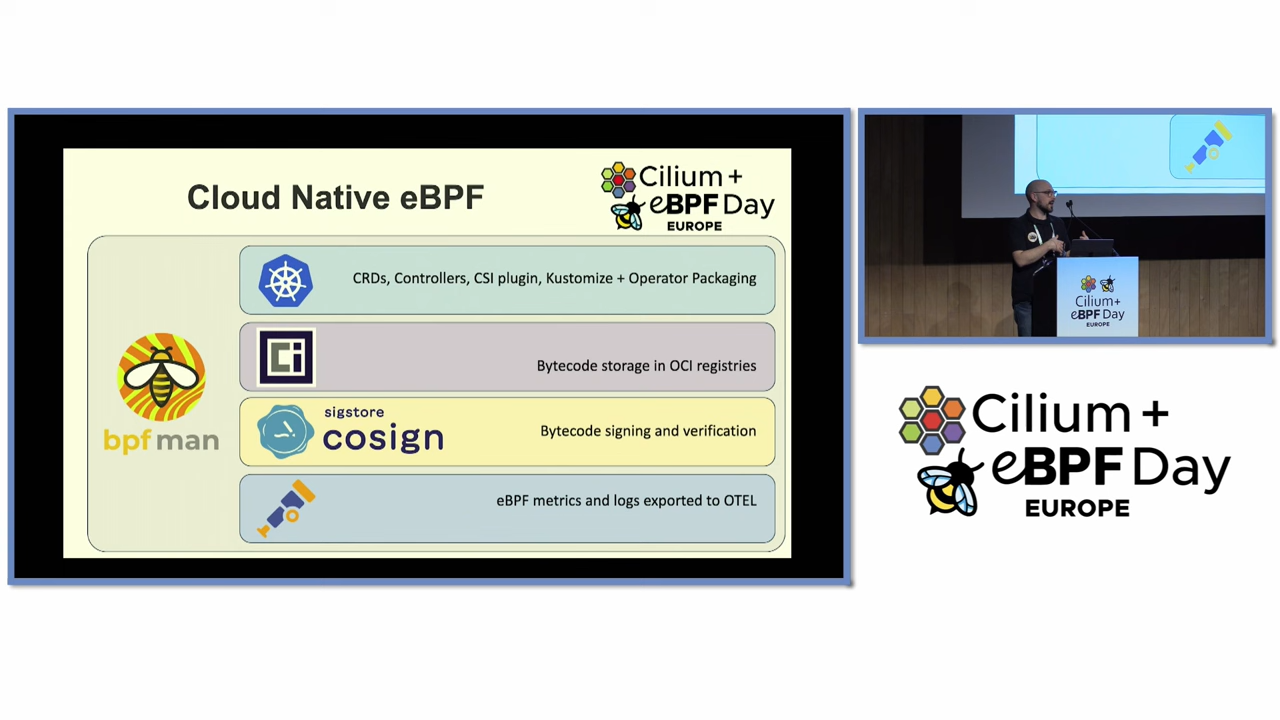 Cloud Native eBPF
Cilium +
eBPF Day
EUROPE
CRDs, Controllers, CSI plugin, Kustomize + Operator Packaging
Ci
Bytecode storage in OCI registries
sigstore
cosign
Bytecode signing and verification
bpfman
eBPF metrics and logs exported to OTEL
Cilium+
eBPF Day
EUROPE
Cilium +
eBPF Day
EUROPE